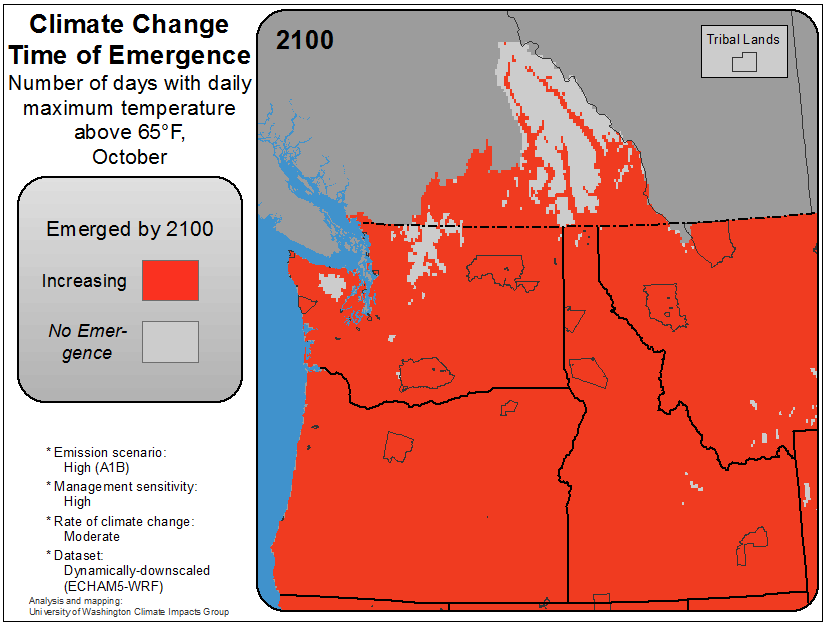 Climate Change
Time of Emergence
Number of days with daily
maximum temperature
above 65°F,
October
2100
Tribal Lands
Emerged by 2100
Increasing
No Emer-
gence
* Emission scenario:
High (A1B)
* Management sensitivity:
High
* Rate of climate change:
Moderate
* Dataset:
Dynamically-downscaled
(ECHAM5-WRF)
Analysis and mapping:
University of Washington Climate Impacts Group